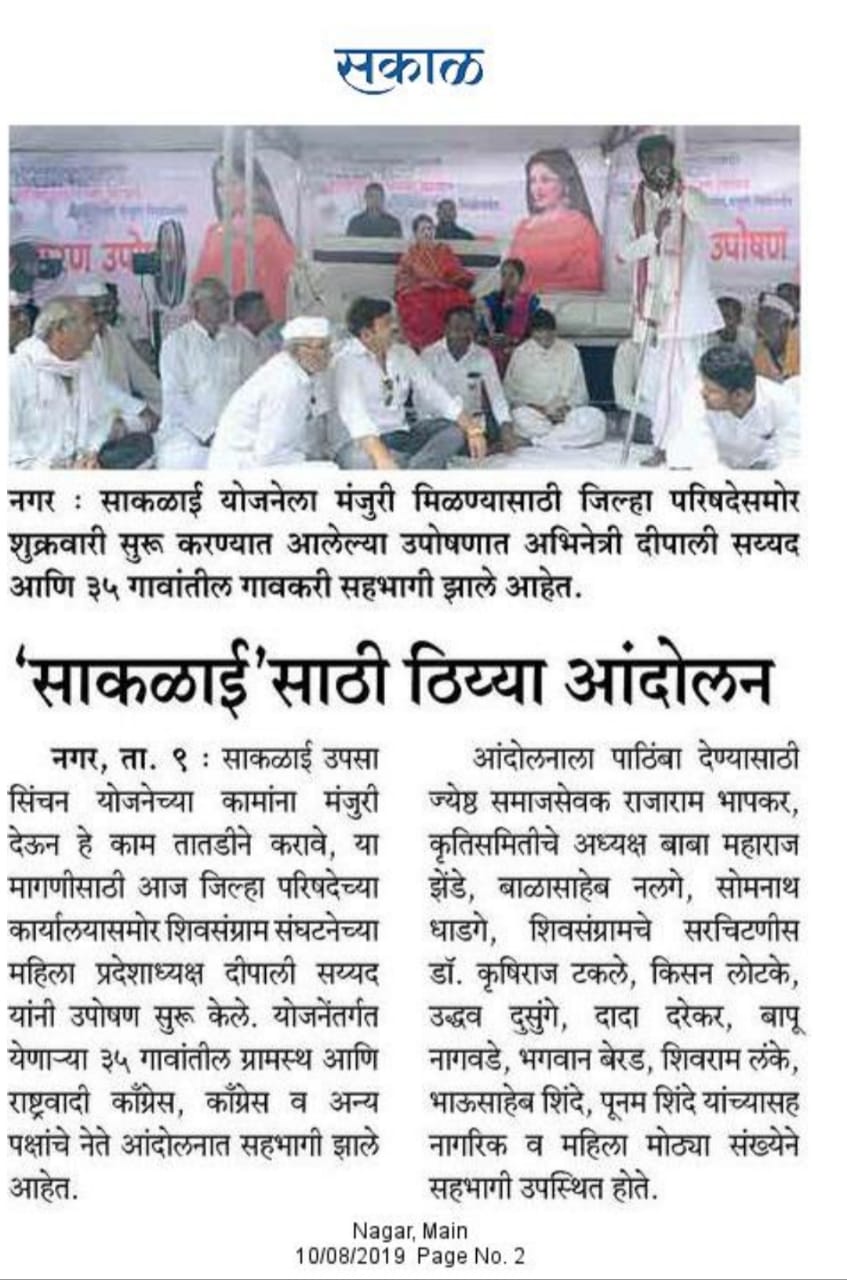 सकाळ
उपोषण
नगर : साकळाई योजनेला मंजुरी मिळण्यासाठी जिल्हा परिषदेसमोर
शुक्रवारी सुरू करण्यात आलेल्या उपोषणात अभिनेत्री दीपाली सय्यद
आणि ३५ गावांतील गावकरी सहभागी झाले आहेत.
‘साकळाई’साठी ठिय्या आंदोलन
नगर, ता. ९ : साकळाई उपसा
सिंचन योजनेच्या कामांना मंजुरी
देऊन हे काम तातडीने करावे, या
मागणीसाठी आज जिल्हा परिषदेच्या
कार्यालयासमोर शिवसंग्राम संघटनेच्या
महिला प्रदेशाध्यक्ष दीपाली सय्यद
यांनी उपोषण सुरू केले. योजनेंतर्गत
येणाऱ्या ३५ गावांतील ग्रामस्थ आणि
राष्ट्रवादी काँग्रेस, काँग्रेस व अन्य
पक्षांचे नेते आंदोलनात सहभागी झाले
आहेत.
आंदोलनाला पाठिंबा देण्यासाठी
ज्येष्ठ समाजसेवक राजाराम भापकर,
कृतिसमितीचे अध्यक्ष बाबा महाराज
झेंडे, बाळासाहेब नलगे, सोमनाथ
धाडगे, शिवसंग्रामचे सरचिटणीस
डॉ. कृषिराज टकले, किसन लोटके,
उद्धव दुसुंगे, दादा दरेकर, बापू
नागवडे, भगवान बेरड, शिवराम लंके,
भाऊसाहेब शिंदे, पूनम शिंदे यांच्यासह
नागरिक व महिला मोठ्या संख्येने
सहभागी उपस्थित होते.
Nagar, Main
10/08/2019 Page No. 2